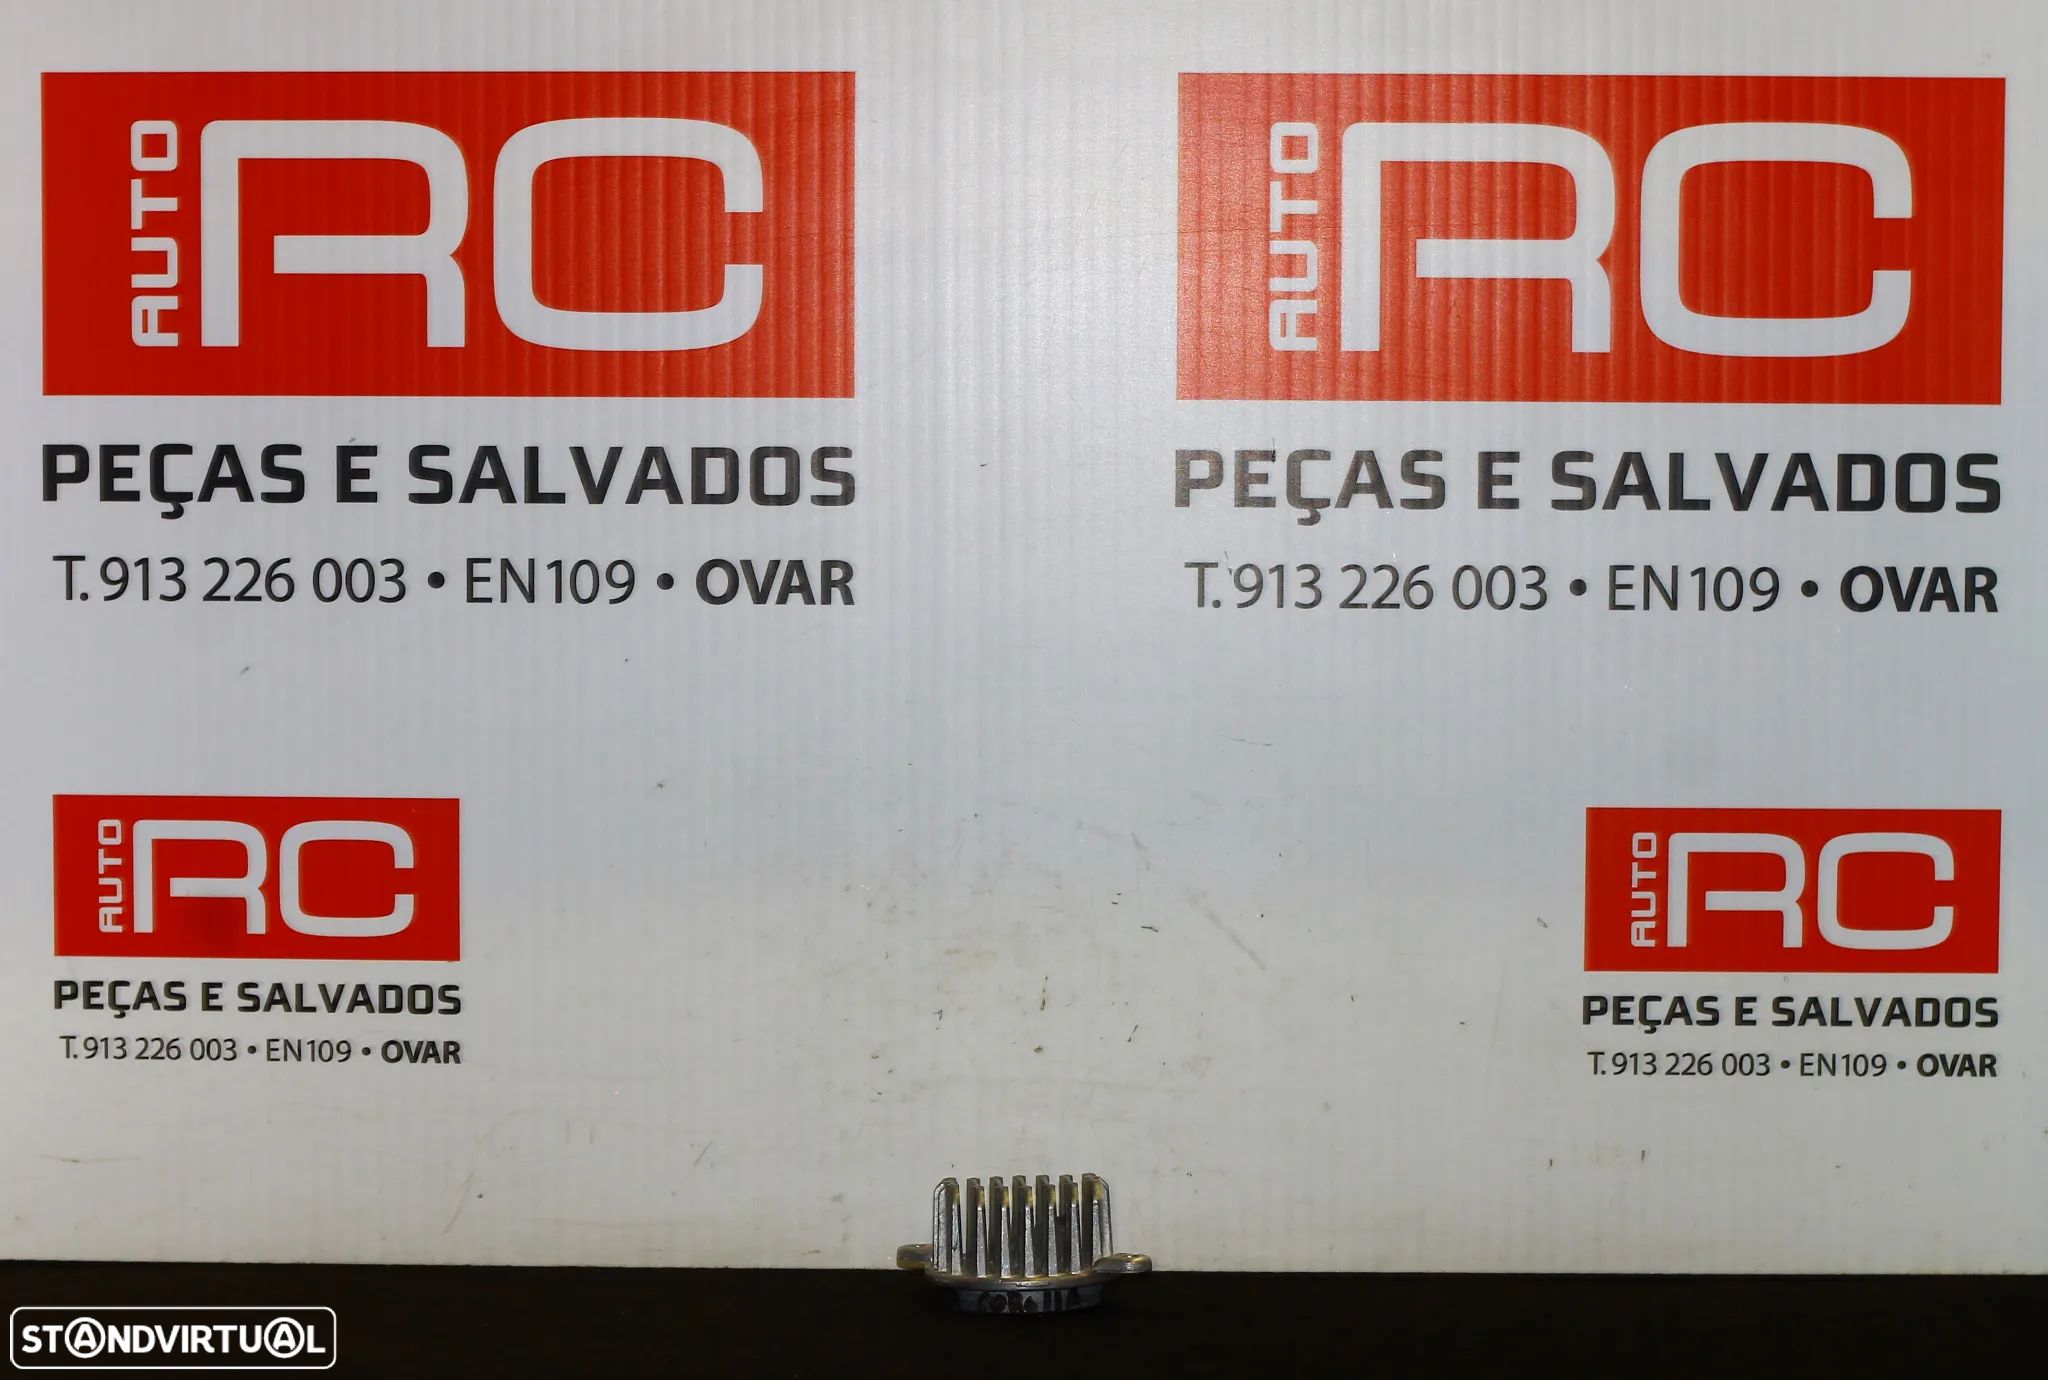 AUTO RC
PEÇAS E SALVADOS
T. 913 226 003 • EN109 • OVAR
AUTO RC
PEÇAS E SALVADOS
T. 913 226 003 • EN109 • OVAR
AUTO RC
PEÇAS E SALVADOS
T. 913 226 003 • EN109 • OVAR
AUTO RC
PEÇAS E SALVADOS
T. 913 226 003 • EN109 • OVAR
STANDVIRTUAL